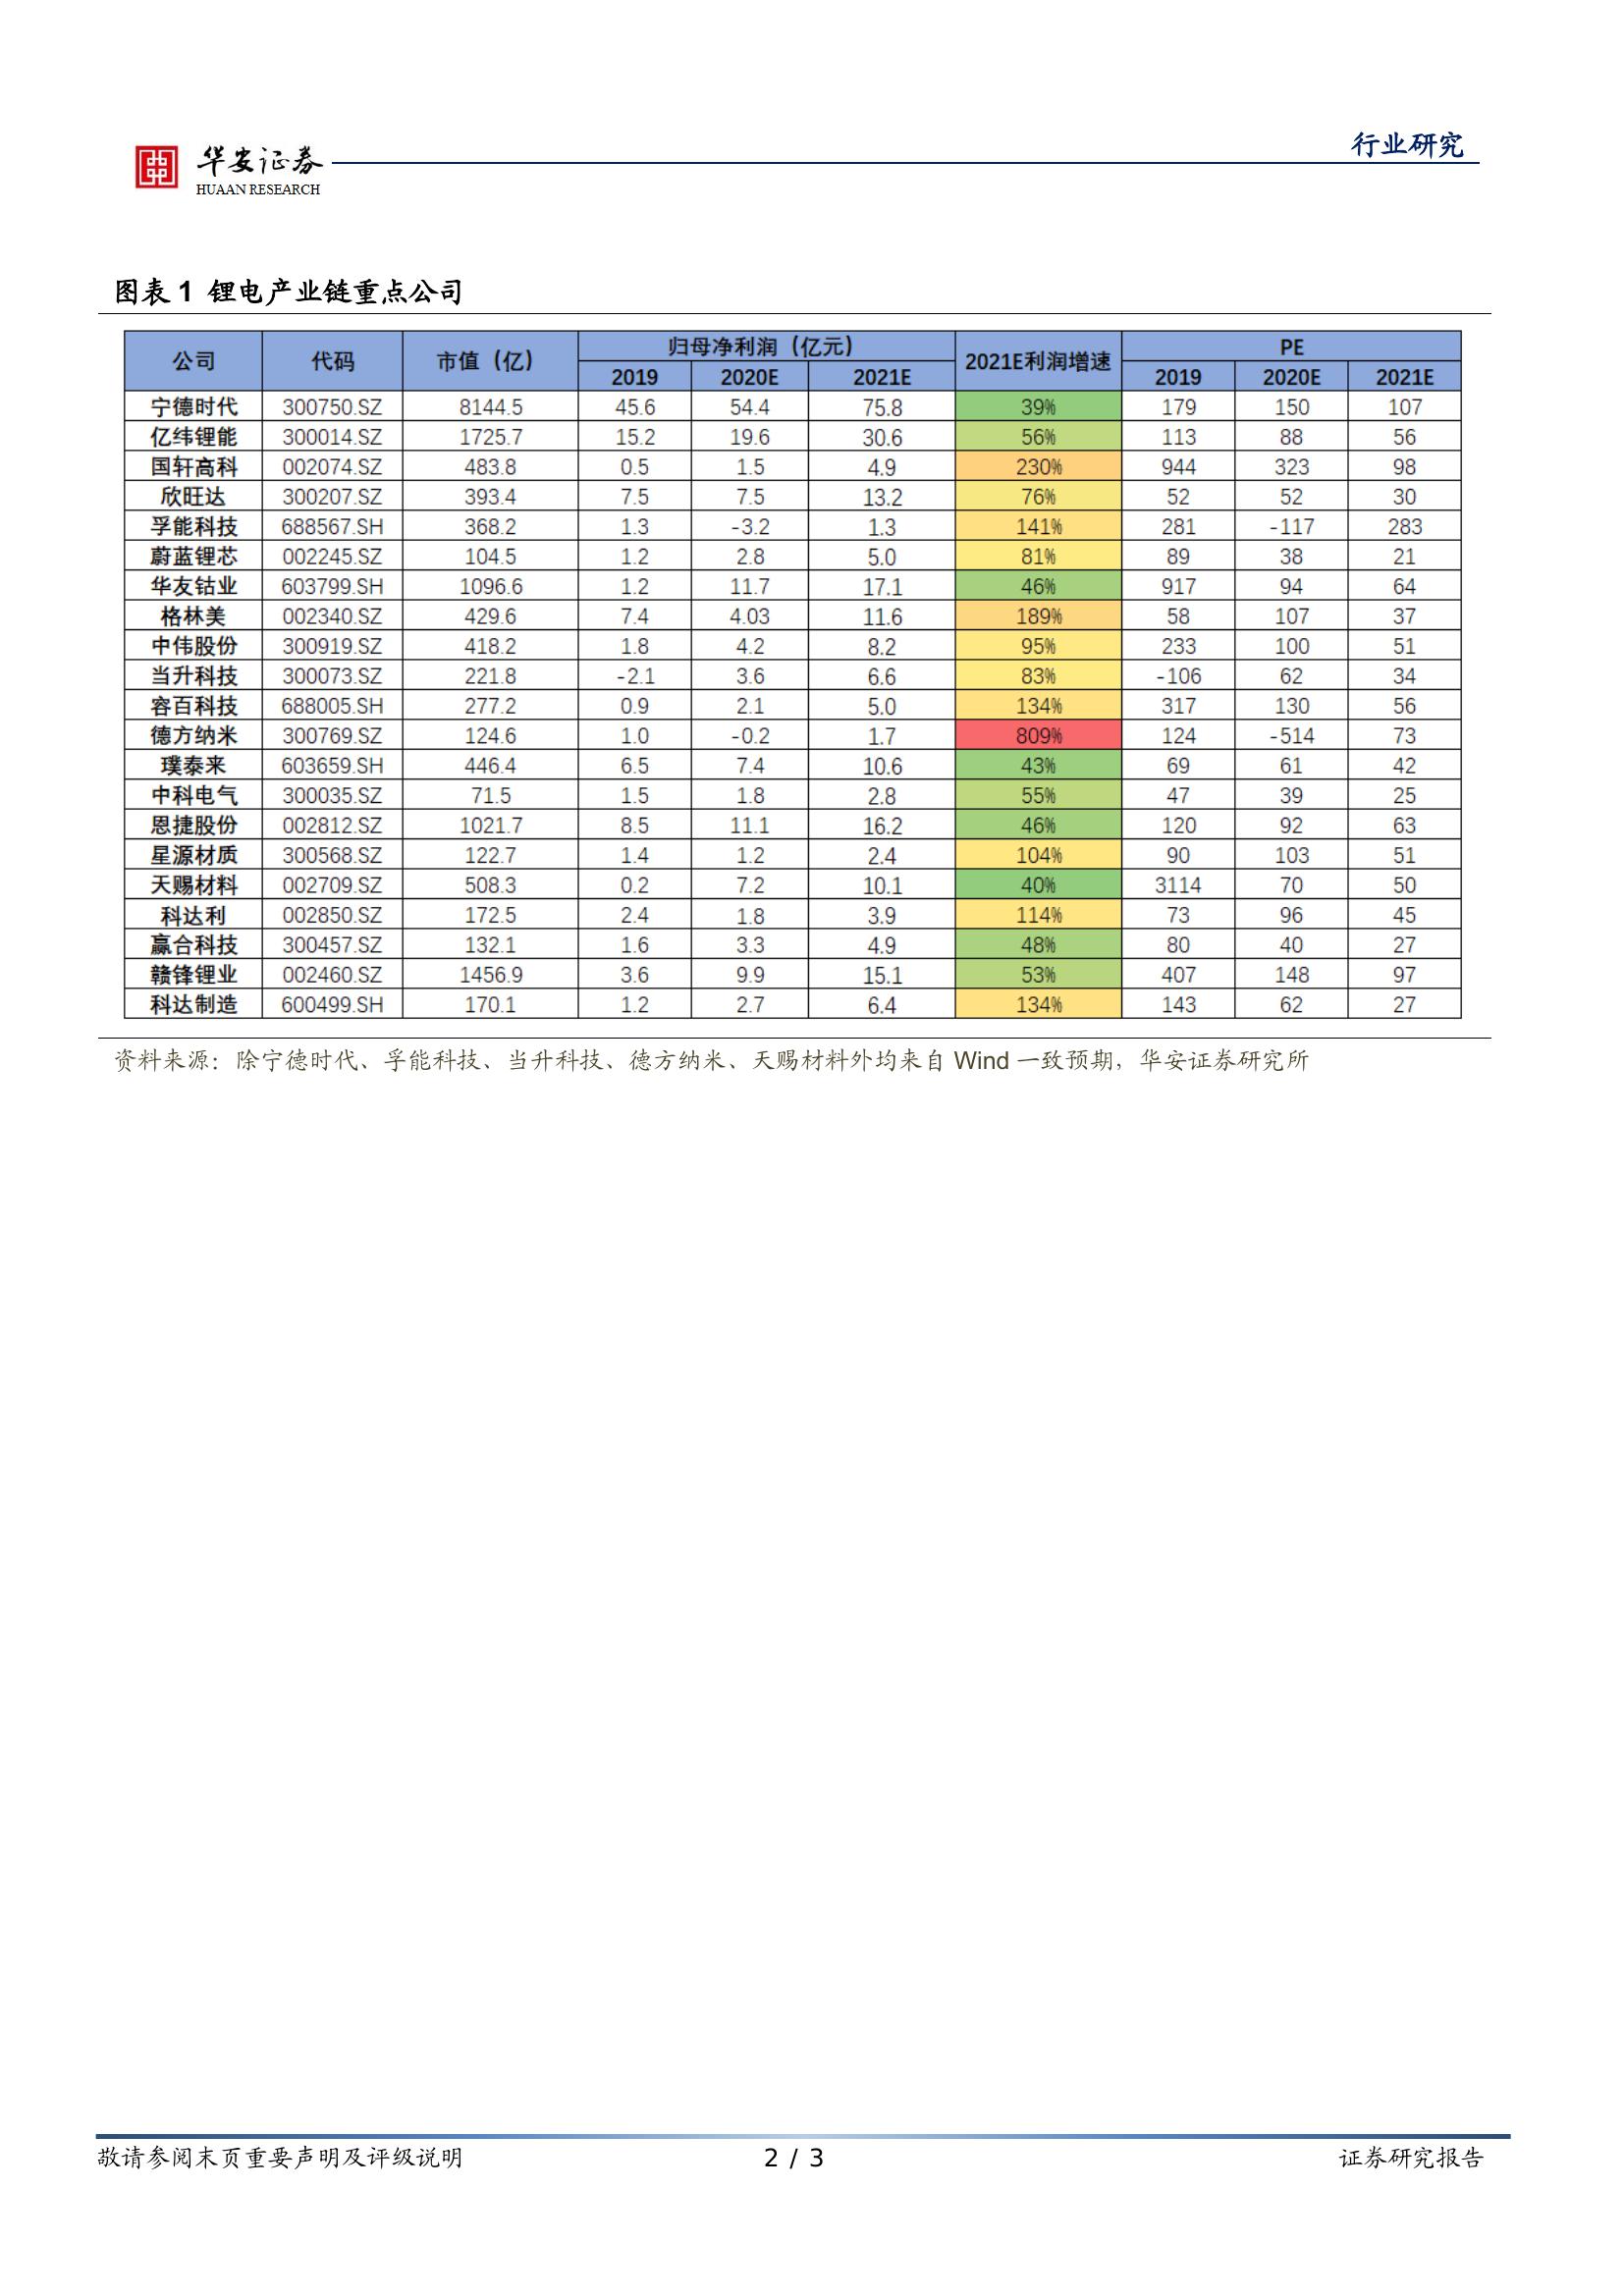 行业研究
华安证券
HUAAN RESEARCH
图表 1 锂电产业链重点公司
公司 代码 市值（亿） 归母净利润（亿元） 2021E利润增速 PE
2019 2020E 2021E 2019 2020E 2021E
宁德时代 300750.SZ 8144.5 45.6 54.4 75.8 39% 179 150 107
亿纬锂能 300014.SZ 1725.7 15.2 19.6 30.6 56% 113 88 56
国轩高科 002074.SZ 483.8 0.5 1.5 4.9 230% 944 323 98
欣旺达 300207.SZ 393.4 7.5 7.5 13.2 76% 52 52 30
孚能科技 688567.SH 368.2 1.3 -3.2 1.3 141% 281 -117 283
蔚蓝锂芯 002245.SZ 104.5 1.2 2.8 5.0 81% 89 38 21
华友钴业 603799.SH 1096.6 1.2 11.7 17.1 46% 917 94 64
格林美 002340.SZ 429.6 7.4 4.03 11.6 189% 58 107 37
中伟股份 300919.SZ 418.2 1.8 4.2 8.2 95% 233 100 51
当升科技 300073.SZ 221.8 -2.1 3.6 6.6 83% -106 62 34
容百科技 688005.SH 277.2 0.9 2.1 5.0 134% 317 130 56
德方纳米 300769.SZ 124.6 1.0 -0.2 1.7 809% 124 -514 73
璞泰来 603659.SH 446.4 6.5 7.4 10.6 43% 69 61 42
中科电气 300035.SZ 71.5 1.5 1.8 2.8 55% 47 39 25
恩捷股份 002812.SZ 1021.7 8.5 11.1 16.2 46% 120 92 63
星源材质 300568.SZ 122.7 1.4 1.2 2.4 104% 90 103 51
天赐材料 002709.SZ 508.3 0.2 7.2 10.1 40% 3114 70 50
科达利 002850.SZ 172.5 2.4 1.8 3.9 114% 73 96 45
赢合科技 300457.SZ 132.1 1.6 3.3 4.9 48% 80 40 27
赣锋锂业 002460.SZ 1456.9 3.6 9.9 15.1 53% 407 148 97
科达制造 600499.SH 170.1 1.2 2.7 6.4 134% 143 62 27
资料来源：除宁德时代、孚能科技、当升科技、德方纳米、天赐材料外均来自 Wind 一致预期，华安证券研究所
敬请参阅末页重要声明及评级说明 2 / 3 证券研究报告